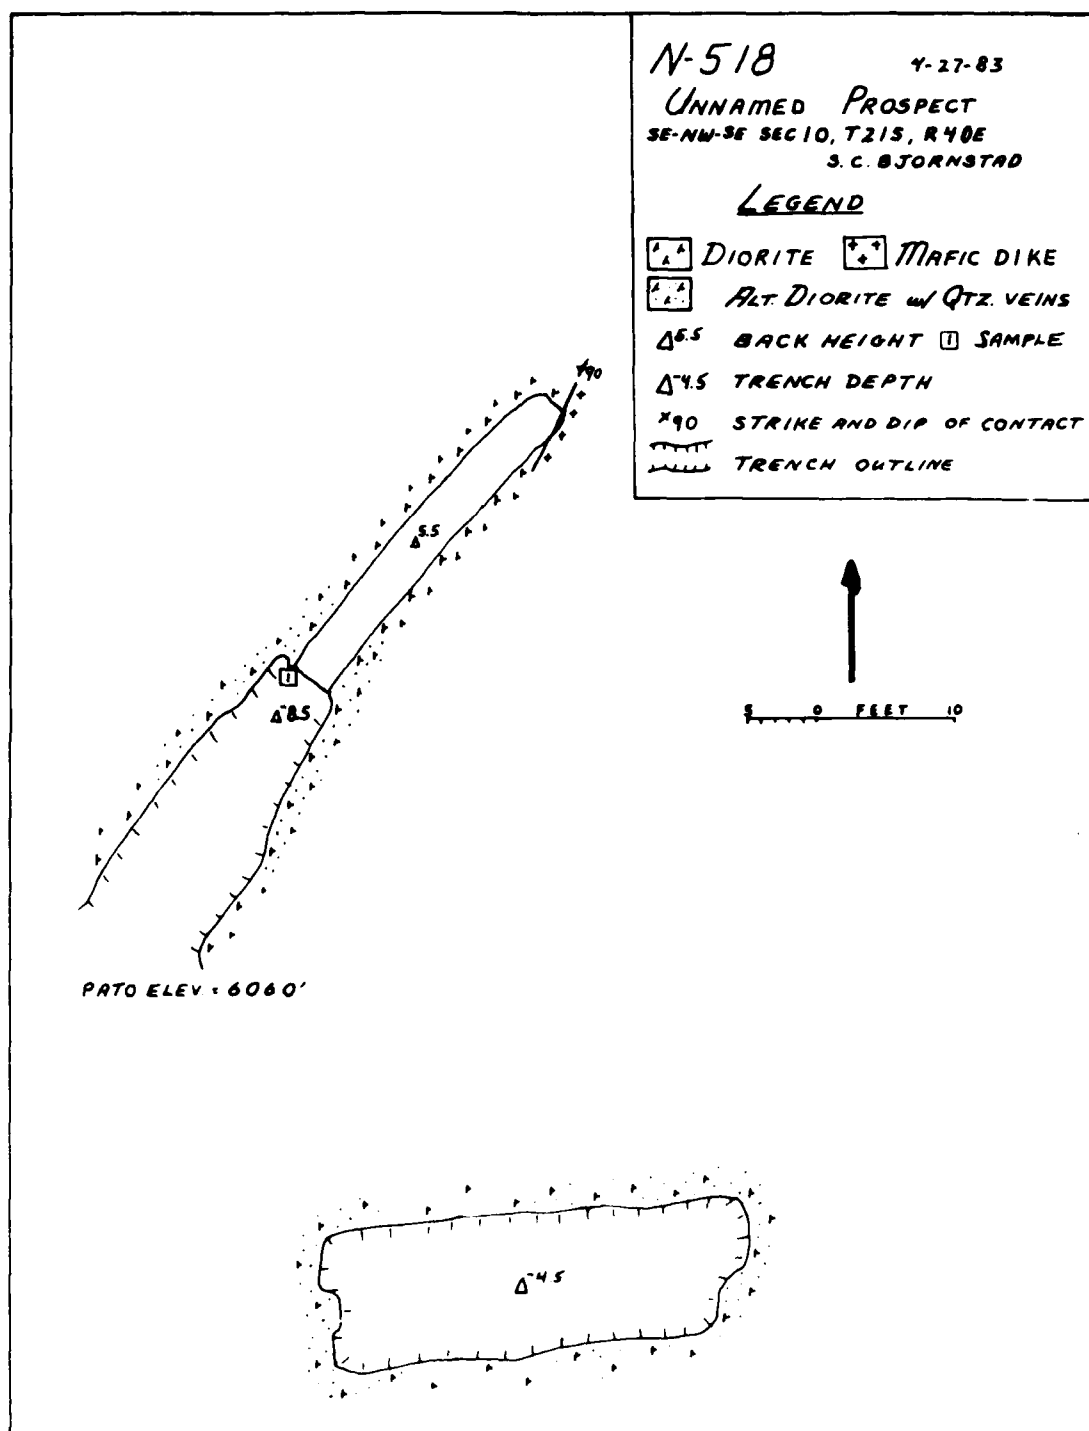 N-518 4-27-83
UNNAMED PROSPECT
SE-NW-SE SEC 10, T21S, R40E
S.C. BJORNSTAD
LEGEND
DIORITE MAFIC DIKE
ALT. DIORITE w/ QTZ. VEINS
Δ5.5 BACK HEIGHT 1 SAMPLE
Δ-4.5 TRENCH DEPTH
×90 STRIKE AND DIP OF CONTACT
TRENCH OUTLINE
×90
Δ5.5
1
Δ-8.5
5 0 FEET 10
PATO ELEV. = 6060'
Δ-4.5